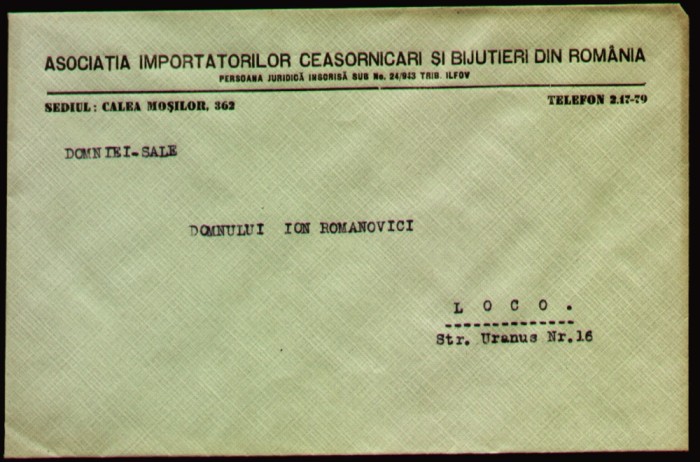 ASOCIAȚIA IMPORTATORILOR CEASORNICARI ȘI BIJUTIERI DIN ROMÂNIA
PERSOANA JURIDICĂ INSCRISĂ SUB No. 24/943 TRIB. ILFOV
SEDIUL: CALEA MOȘILOR, 362 TELEFON 2.17-79
DOMNIEI-SALE
DOMNULUI ION ROMANOVICI
L O C O .
Str. Uranus Nr.16